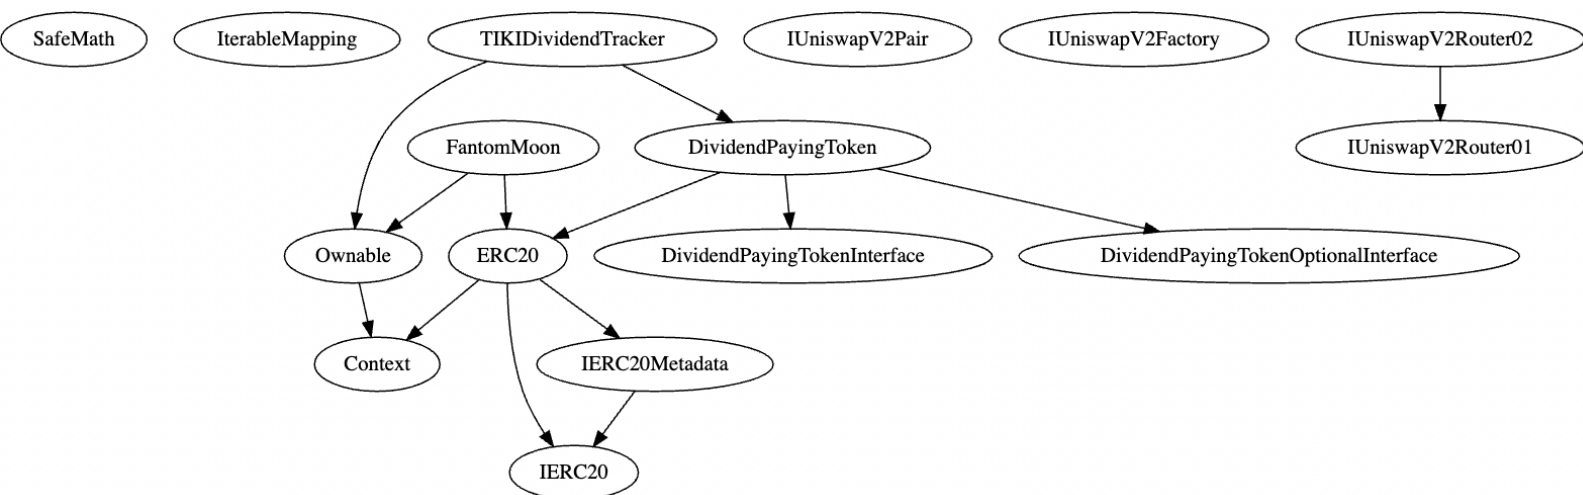 SafeMath
IterableMapping
TIKIDividendTracker
IUniswapV2Pair
IUniswapV2Factory
IUniswapV2Router02
FantomMoon
DividendPayingToken
IUniswapV2Router01
Ownable
ERC20
DividendPayingTokenInterface
DividendPayingTokenOptionalInterface
Context
IERC20Metadata
IERC20